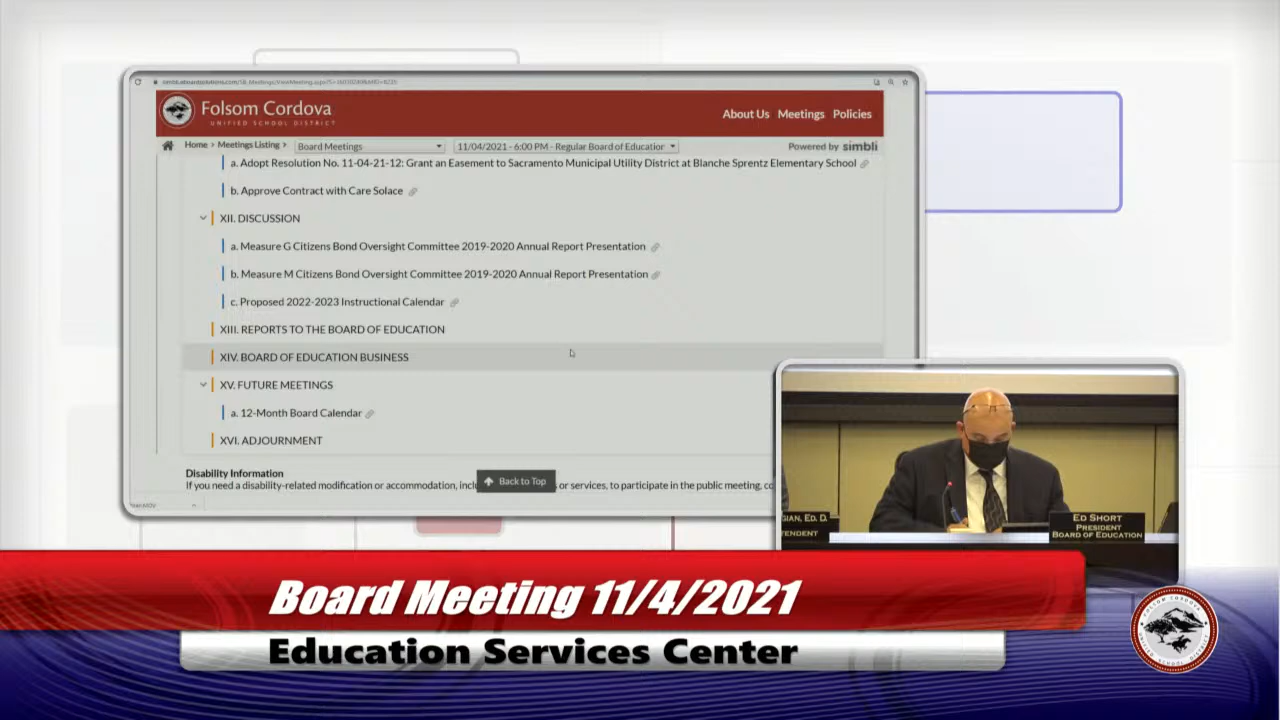 Folsom Cordova
UNIFIED SCHOOL DISTRICT
About Us Meetings Policies
Home > Meetings Listing > Board Meetings 11/04/2021 - 6:00 PM - Regular Board of Education Powered by simbli
a. Adopt Resolution No. 11-04-21-12: Grant an Easement to Sacramento Municipal Utility District at Blanche Sprentz Elementary School
b. Approve Contract with Care Solace
XII. DISCUSSION
a. Measure G Citizens Bond Oversight Committee 2019-2020 Annual Report Presentation
b. Measure M Citizens Bond Oversight Committee 2019-2020 Annual Report Presentation
c. Proposed 2022-2023 Instructional Calendar
XIII. REPORTS TO THE BOARD OF EDUCATION
XIV. BOARD OF EDUCATION BUSINESS
XV. FUTURE MEETINGS
a. 12-Month Board Calendar
XVI. ADJOURNMENT
Disability Information
If you need a disability-related modification or accommodation, inclu
Back to Top
or services, to participate in the public meeting, co
GIAN, ED. D.
TENDENT
ED SHORT
PRESIDENT
BOARD OF EDUCATION
Board Meeting 11/4/2021
Education Services Center
FOLSOM CORDOVA